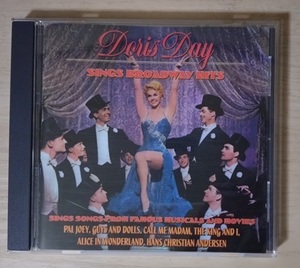 Doris Day
SINGS BROADWAY HITS
SINGS SONGS FROM FAMOUS MUSICALS AND MOVIES
PAL JOEY, GUYS AND DOLLS, CALL ME MADAM, THE KING AND I,
ALICE IN WONDERLAND, HANS CHRISTIAN ANDERSEN